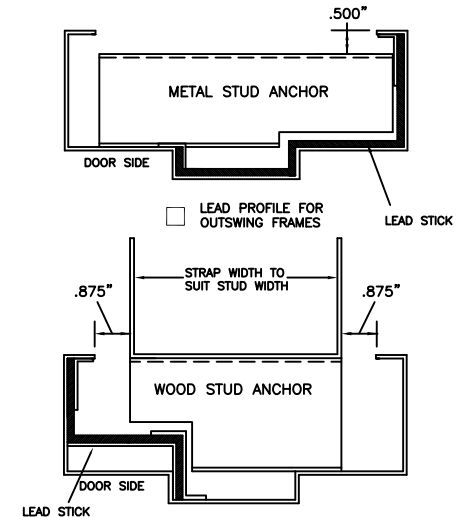 .500"
METAL STUD ANCHOR
DOOR SIDE
LEAD PROFILE FOR
OUTSWING FRAMES
LEAD STICK
STRAP WIDTH TO
SUIT STUD WIDTH
.875"
.875"
WOOD STUD ANCHOR
DOOR SIDE
LEAD STICK